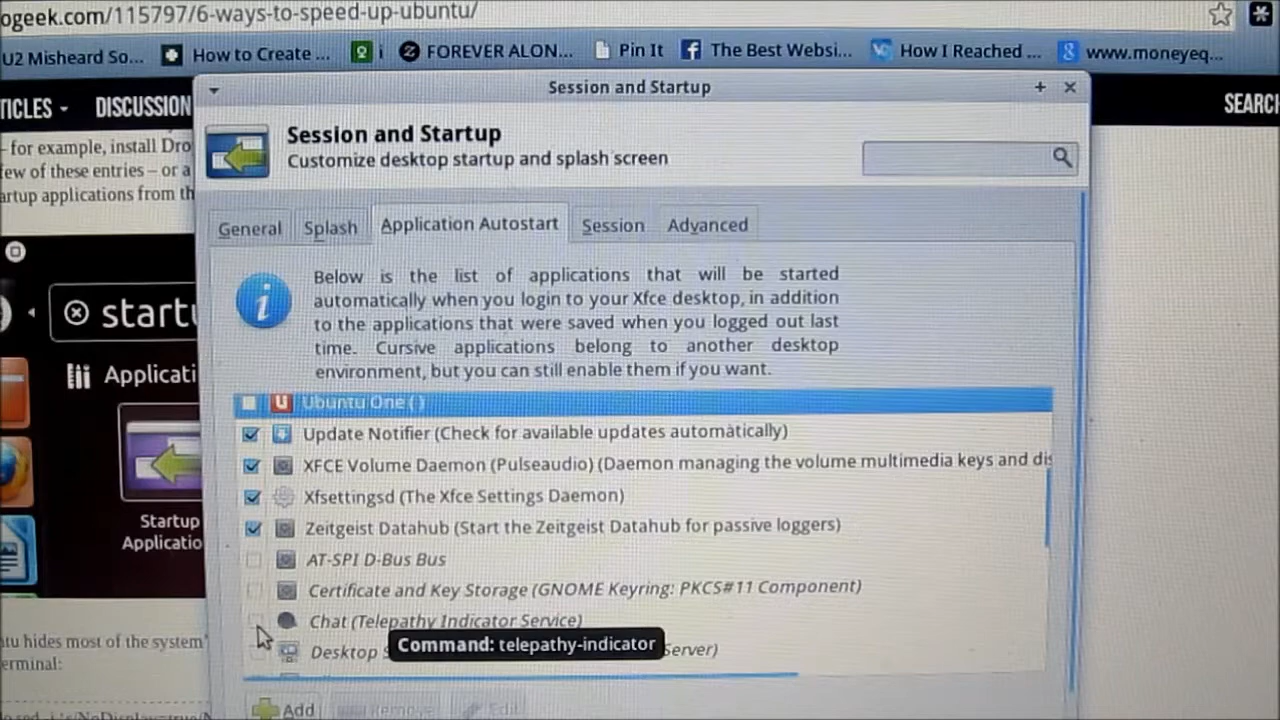 ogeek.com/115797/6-ways-to-speed-up-ubuntu/
U2 Misheard So... How to Create ... i FOREVER ALON... Pin It The Best Websi... How I Reached ... www.moneyeq...
Session and Startup
TICLES DISCUSSION SEARCH
Session and Startup
Customize desktop startup and splash screen
– for example, install Dro
few of these entries – or a
artup applications from th
General Splash Application Autostart Session Advanced
Below is the list of applications that will be started
automatically when you login to your Xfce desktop, in addition
to the applications that were saved when you logged out last
time. Cursive applications belong to another desktop
environment, but you can still enable them if you want.
startu
Applicati
Startup
Applicatio
Ubuntu One ( )
Update Notifier (Check for available updates automatically)
XFCE Volume Daemon (Pulseaudio) (Daemon managing the volume multimedia keys and dis
Xfsettingsd (The Xfce Settings Daemon)
Zeitgeist Datahub (Start the Zeitgeist Datahub for passive loggers)
AT-SPI D-Bus Bus
Certificate and Key Storage (GNOME Keyring: PKCS#11 Component)
Chat (Telepathy Indicator Service)
Command: telepathy-indicator
Desktop S Server)
ntu hides most of the system'
erminal:
Add Remove Edit